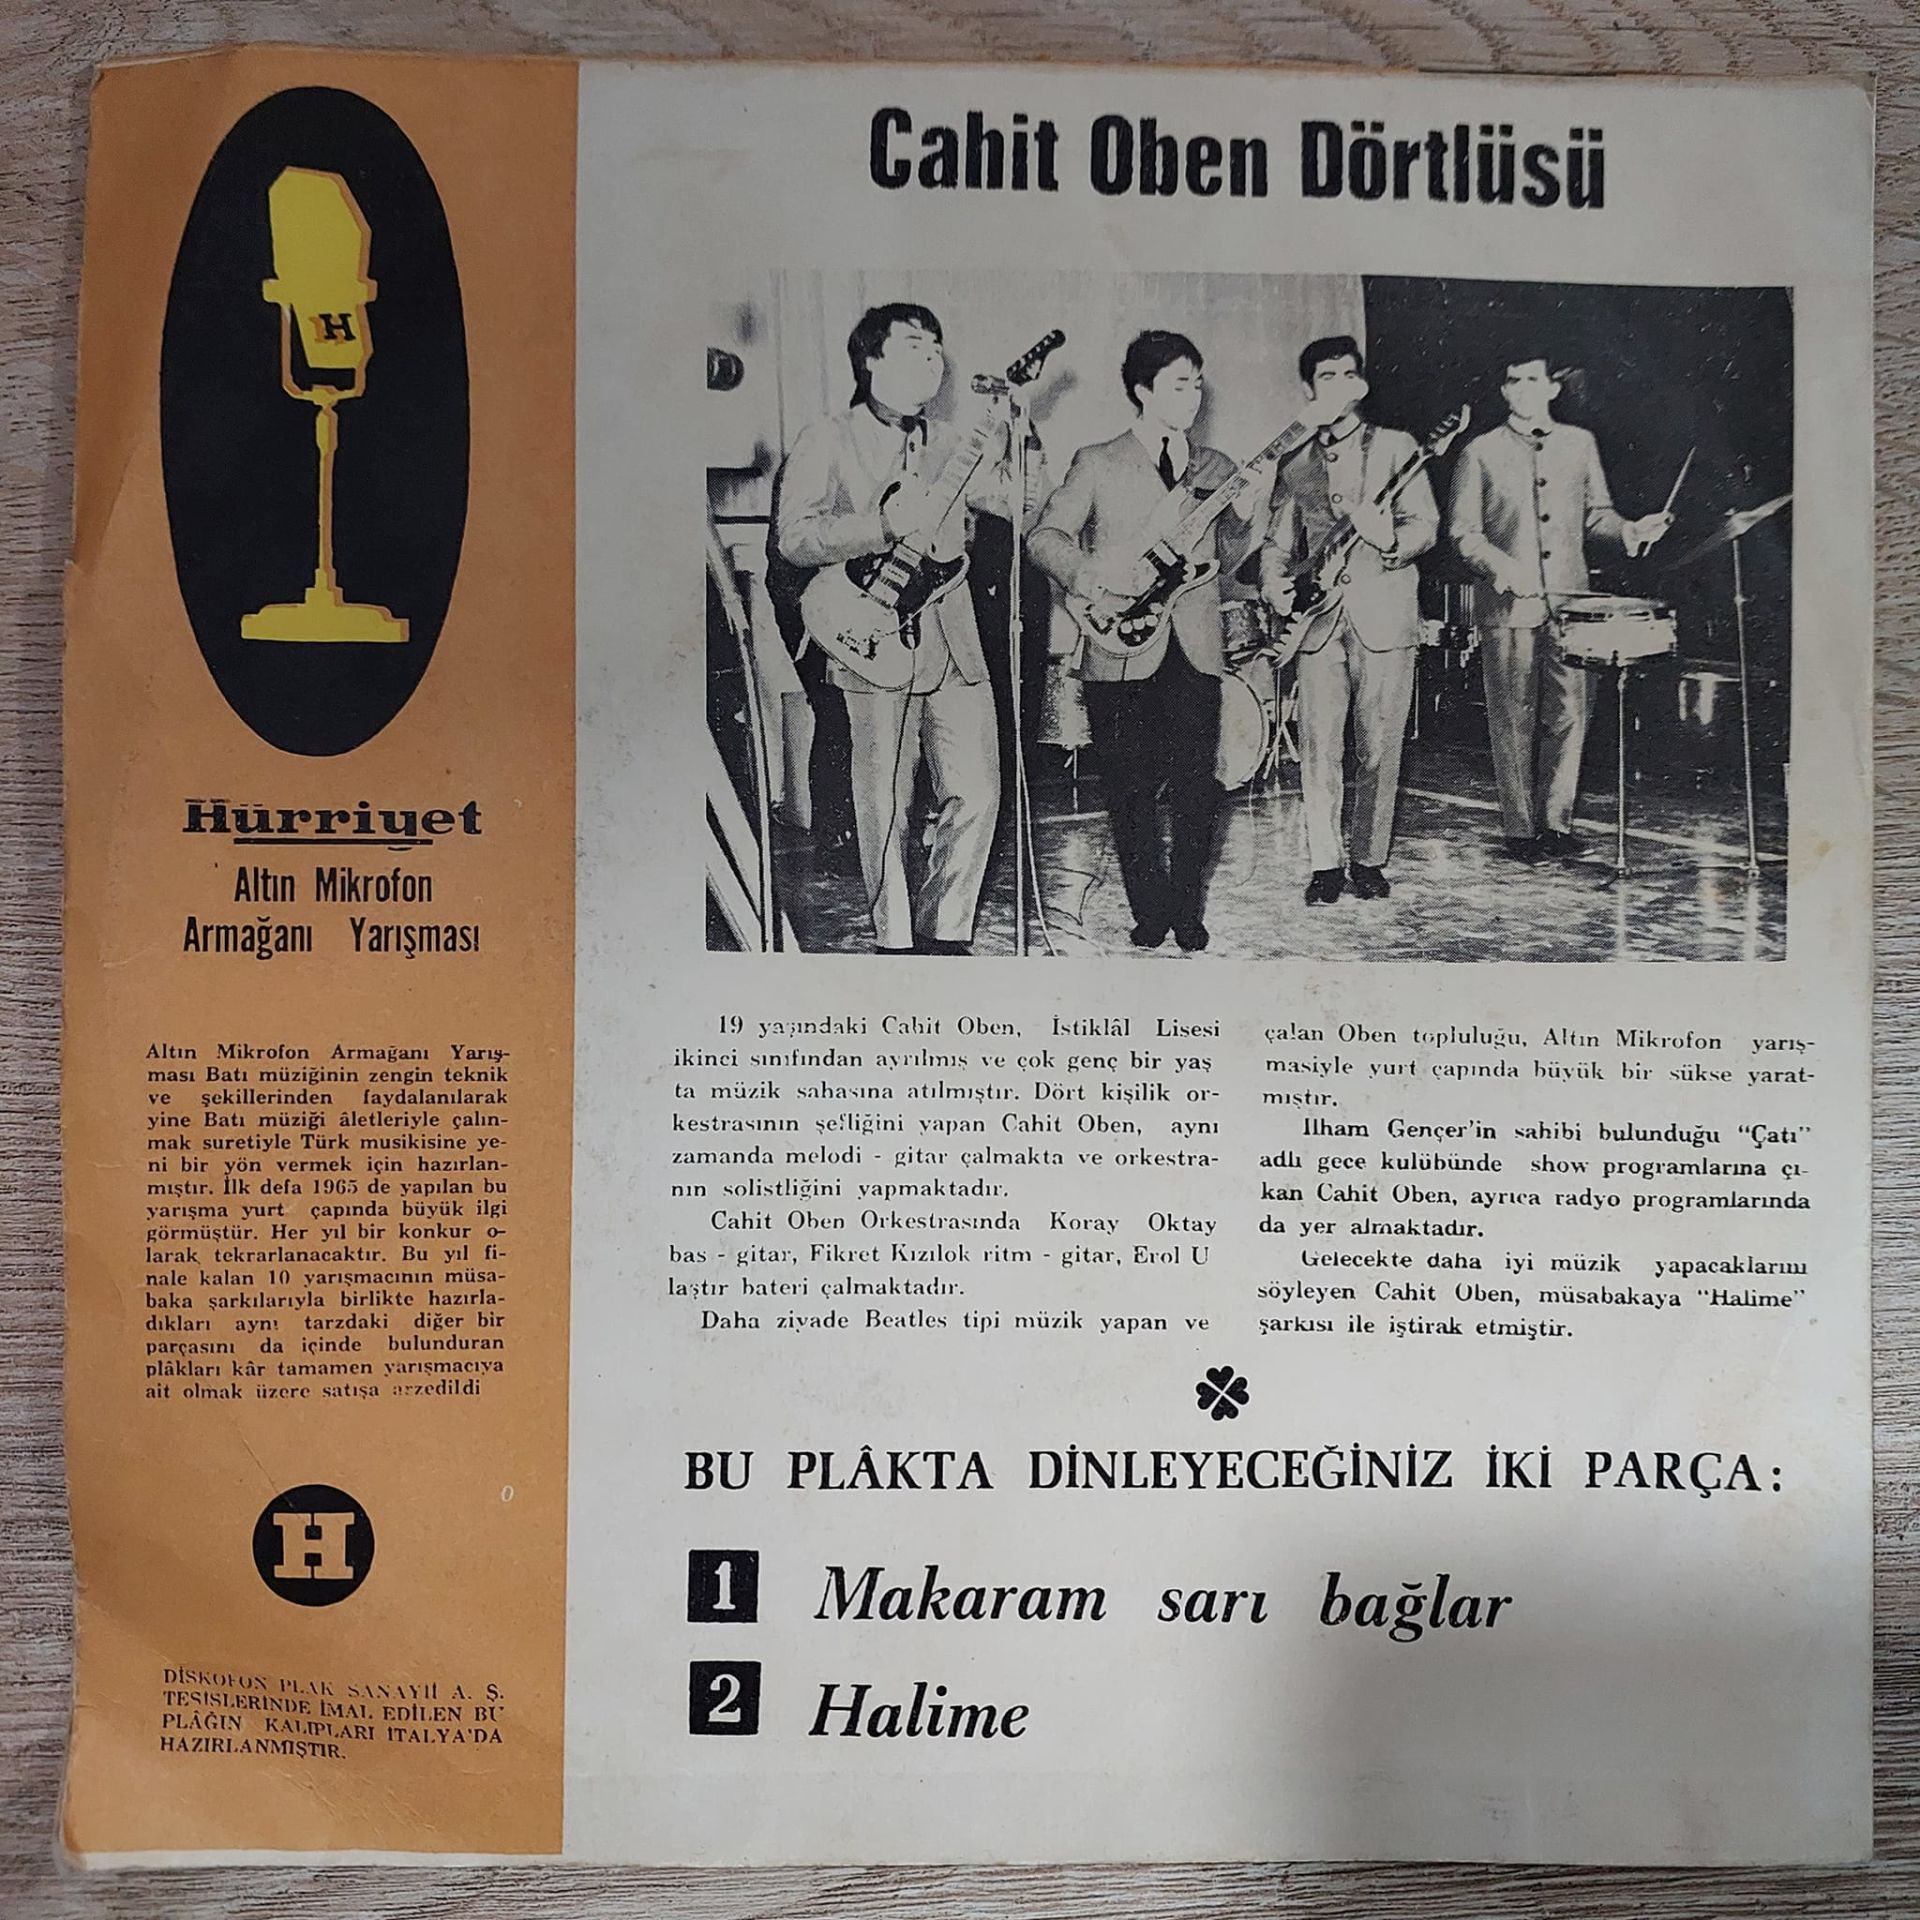 H
Hürriyet
Altın Mikrofon
Armağanı Yarışması
Altın Mikrofon Armağanı Yarış-
ması Batı müziğinin zengin teknik
ve şekillerinden faydalanılarak
yine Batı müziği âletleriyle çalın-
mak suretiyle Türk musikisine ye-
ni bir yön vermek için hazırlan-
mıştır. İlk defa 1965 de yapılan bu
yarışma yurt çapında büyük ilgi
görmüştür. Her yıl bir konkur o-
larak tekrarlanacaktır. Bu yıl fi-
nale kalan 10 yarışmacının müsa-
baka şarkılarıyla birlikte hazırla-
dıkları aynı tarzdaki diğer bir
parçasını da içinde bulunduran
plâkları kâr tamamen yarışmacıya
ait olmak üzere satışa arzedildi
H
DİSKOFON PLAK SANAYİİ A. Ş.
TESİSLERİNDE İMAL EDİLEN BU
PLÂĞIN KALIPLARI İTALYA'DA
HAZIRLANMIŞTIR.
Cahit Oben Dörtlüsü
19 yaşındaki Cahit Oben, İstiklâl Lisesi
ikinci sınıfından ayrılmış ve çok genç bir yaş
ta müzik sahasına atılmıştır. Dört kişilik or-
kestrasının şefliğini yapan Cahit Oben, aynı
zamanda melodi - gitar çalmakta ve orkestra-
nın solistliğini yapmaktadır.
Cahit Oben Orkestrasında Koray Oktay
bas - gitar, Fikret Kızılok ritm - gitar, Erol U
laştır bateri çalmaktadır.
Daha ziyade Beatles tipi müzik yapan ve
çalan Oben topluluğu, Altın Mikrofon yarış-
masiyle yurt çapında büyük bir sükse yarat-
mıştır.
İlham Gençer'in sahibi bulunduğu "Çatı"
adlı gece kulübünde show programlarına çı-
kan Cahit Oben, ayrıca radyo programlarında
da yer almaktadır.
Gelecekte daha iyi müzik yapacaklarını
söyleyen Cahit Oben, müsabakaya "Halime"
şarkısı ile iştirak etmiştir.
BU PLÂKTA DİNLEYECEĞİNİZ İKİ PARÇA:
1 Makaram sarı bağlar
2 Halime